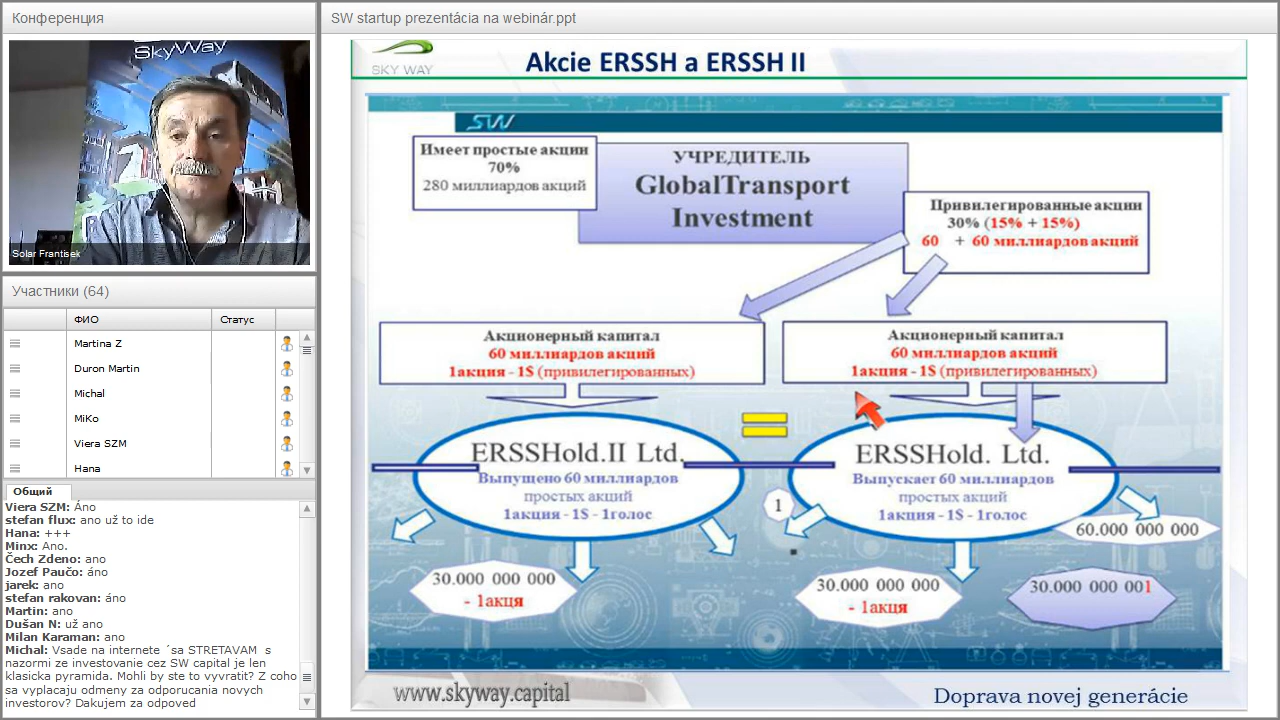 Конференция
SkyWay
Solar Frantisek
Участники (64)
ФИО
Статус
Martina Z
Duron Martin
Michal
MiKo
Viera SZM
Hana
Общий
Viera SZM: Áno
stefan flux: ano už to ide
Hana: +++
Minx: Ano.
Čech Zdeno: ano
Jozef Paučo: áno
jarek: ano
stefan rakovan: áno
Martin: ano
Dušan N: už ano
Milan Karaman: ano
Michal: Vsade na internete ´sa STRETAVAM s
nazormi ze investovanie cez SW capital je len
klasicka pyramida. Mohli by ste to vyvratit? Z coho
sa vyplacaju odmeny za odporucania novych
investorov? Dakujem za odpoved
SW startup prezentácia na webinár.ppt
SKY WAY
Akcie ERSSH a ERSSH II
SW
Имеет простые акции
70%
280 миллиардов акций
УЧРЕДИТЕЛЬ
GlobalTransport
Investment
Привилегированные акции
30% (15% + 15%)
60 + 60 миллиардов акций
Акционерный капитал
60 миллиардов акций
1акция - 1$ (привилегированных)
Акционерный капитал
60 миллиардов акций
1акция - 1$ (привилегированных)
ERSSHold.II Ltd.
Выпущено 60 миллиардов
простых акций
1акция - 1$ - 1голос
ERSSHold. Ltd.
Выпускает 60 миллиардов
простых акций
1акция - 1$ - 1голос
1
60.000 000 000
30.000 000 000
- 1акця
30.000 000 000
- 1акця
30.000 000 001
www.skyway.capital
Doprava novej generácie